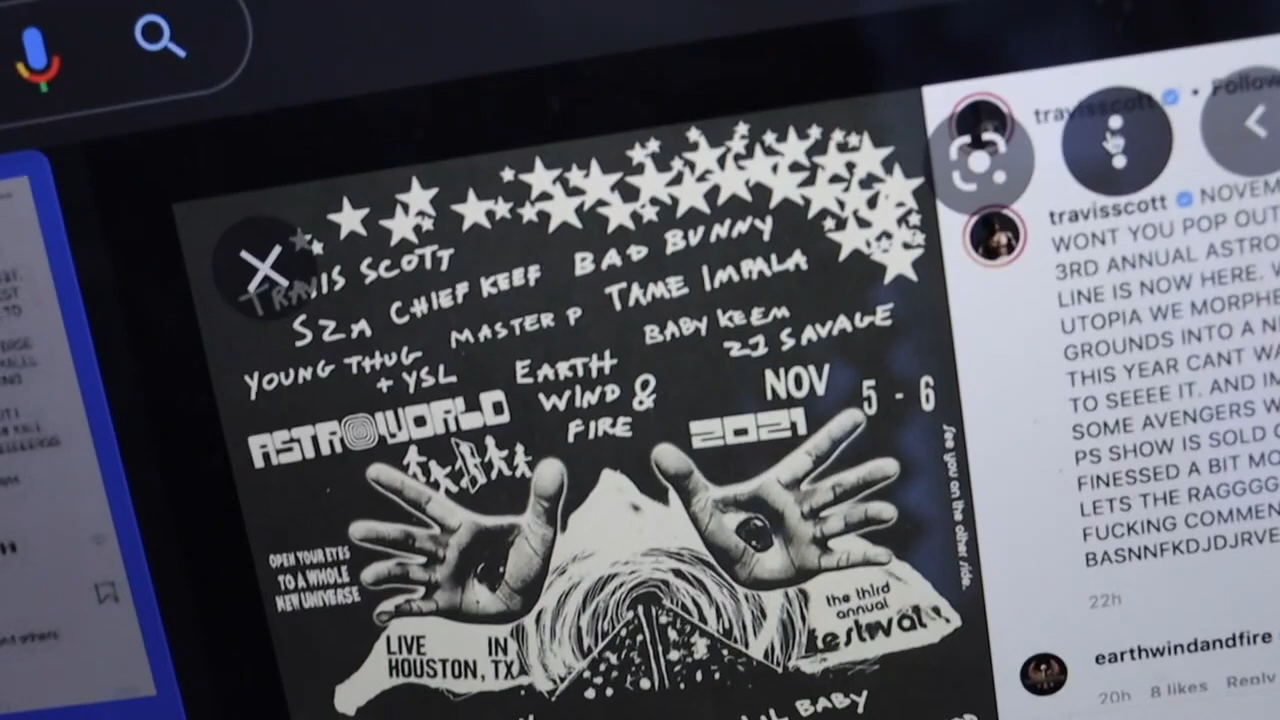 TRAVIS SCOTT
SZA CHIEF KEEF BAD BUNNY
YOUNG THUG + YSL MASTER P TAME IMPALA
EARTH WIND & FIRE
BABY KEEM
21 SAVAGE
ASTROWORLD
NOV 5 - 6
2021
OPEN YOUR EYES
TO A WHOLE
NEW UNIVERSE
LIVE IN
HOUSTON, TX
the third
annual
festival
See you on the other side.
LIL BABY
travisscott • Follow
travisscott NOVEM
WONT YOU POP OUT
3RD ANNUAL ASTRO
LINE IS NOW HERE. W
UTOPIA WE MORPHE
GROUNDS INTO A N
THIS YEAR CANT WA
TO SEEEE IT. AND IM
SOME AVENGERS W
PS SHOW IS SOLD O
FINESSED A BIT MO
LETS THE RAGGGG
FUCKING COMMEN
BASNNFKDJDJRVE
22h
earthwindandfire
20h 8 likes Reply